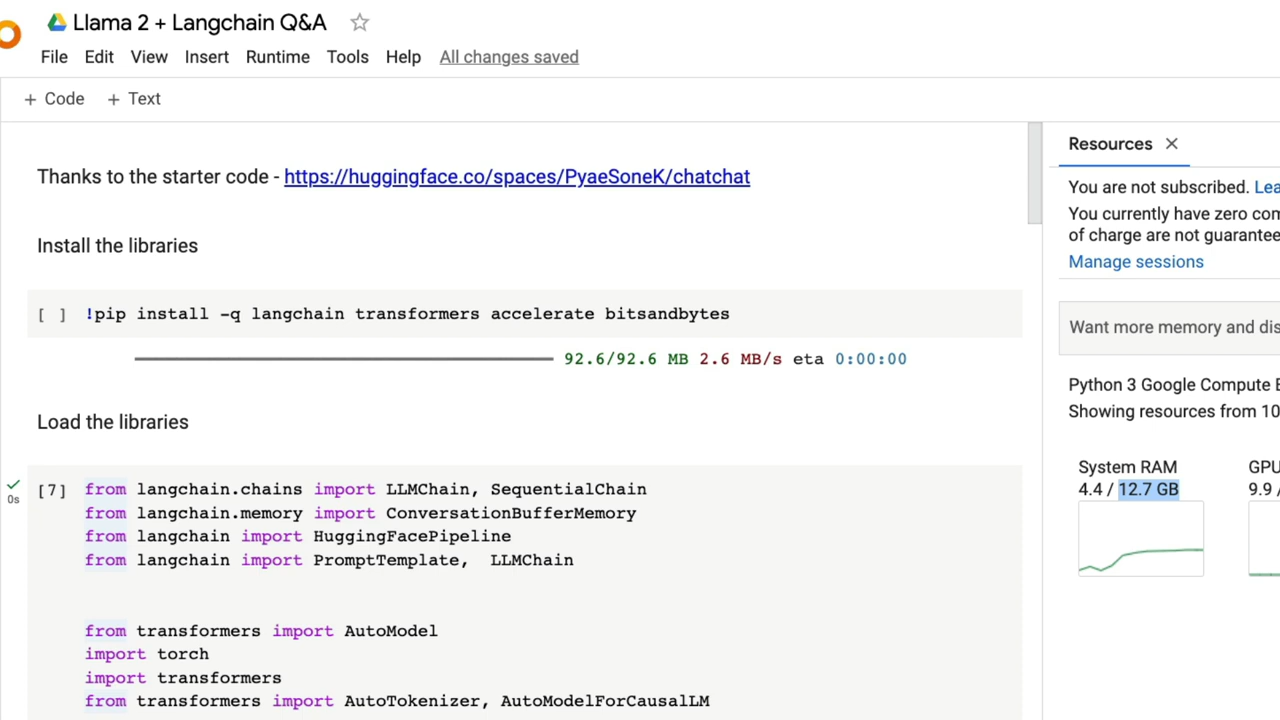 Llama 2 + Langchain Q&A
File Edit View Insert Runtime Tools Help All changes saved
+ Code + Text
Thanks to the starter code - https://huggingface.co/spaces/PyaeSoneK/chatchat
Install the libraries
[ ] !pip install -q langchain transformers accelerate bitsandbytes
92.6/92.6 MB 2.6 MB/s eta 0:00:00
Load the libraries
0s
[7] from langchain.chains import LLMChain, SequentialChain
from langchain.memory import ConversationBufferMemory
from langchain import HuggingFacePipeline
from langchain import PromptTemplate,  LLMChain
from transformers import AutoModel
import torch
import transformers
from transformers import AutoTokenizer, AutoModelForCausalLM
Resources
You are not subscribed.
You currently have zero
of charge are not
Manage sessions
Want more memory and
Python 3 Google Compute
Showing resources from
System RAM
4.4 / 12.7 GB
GPU
9.9 /